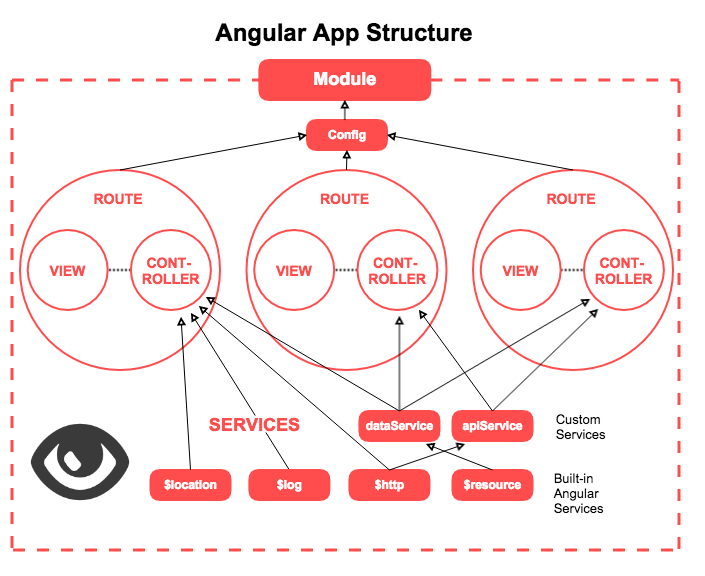 Angular App Structure
Module
Config
ROUTE
VIEW
CONT-
ROLLER
ROUTE
VIEW
CONT-
ROLLER
ROUTE
VIEW
CONT-
ROLLER
SERVICES
dataService
apiService
Custom
Services
$location
$log
$http
$resource
Built-in
Angular
Services